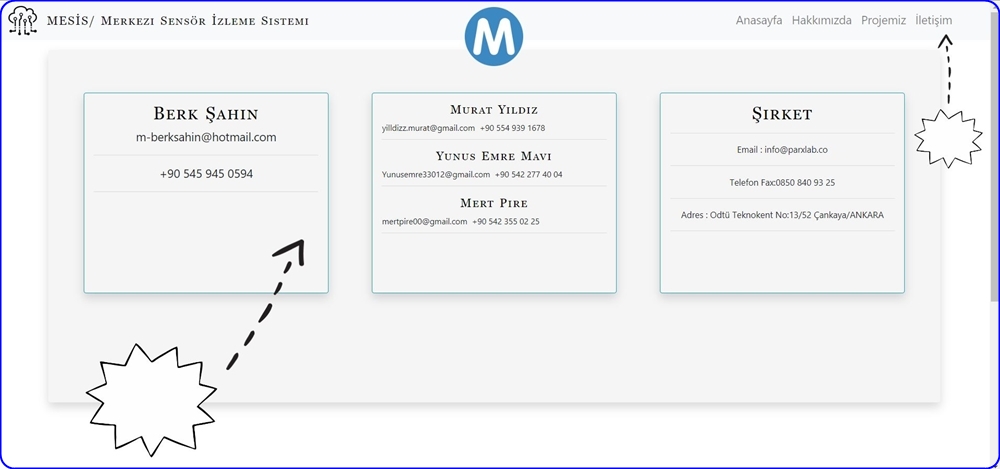 MESİS/ Merkezi Sensör İzleme Sistemi
M
Anasayfa Hakkımızda Projemiz İletişim
Berk Şahin
m-berksahin@hotmail.com
+90 545 945 0594
Murat Yıldız
yilldizz.murat@gmail.com +90 554 939 1678
Yunus Emre Mavi
Yunusemre33012@gmail.com +90 542 277 40 04
Mert Pire
mertpire00@gmail.com +90 542 355 02 25
Şirket
Email : info@parxlab.co
Telefon Fax:0850 840 93 25
Adres : Odtü Teknokent No:13/52 Çankaya/ANKARA